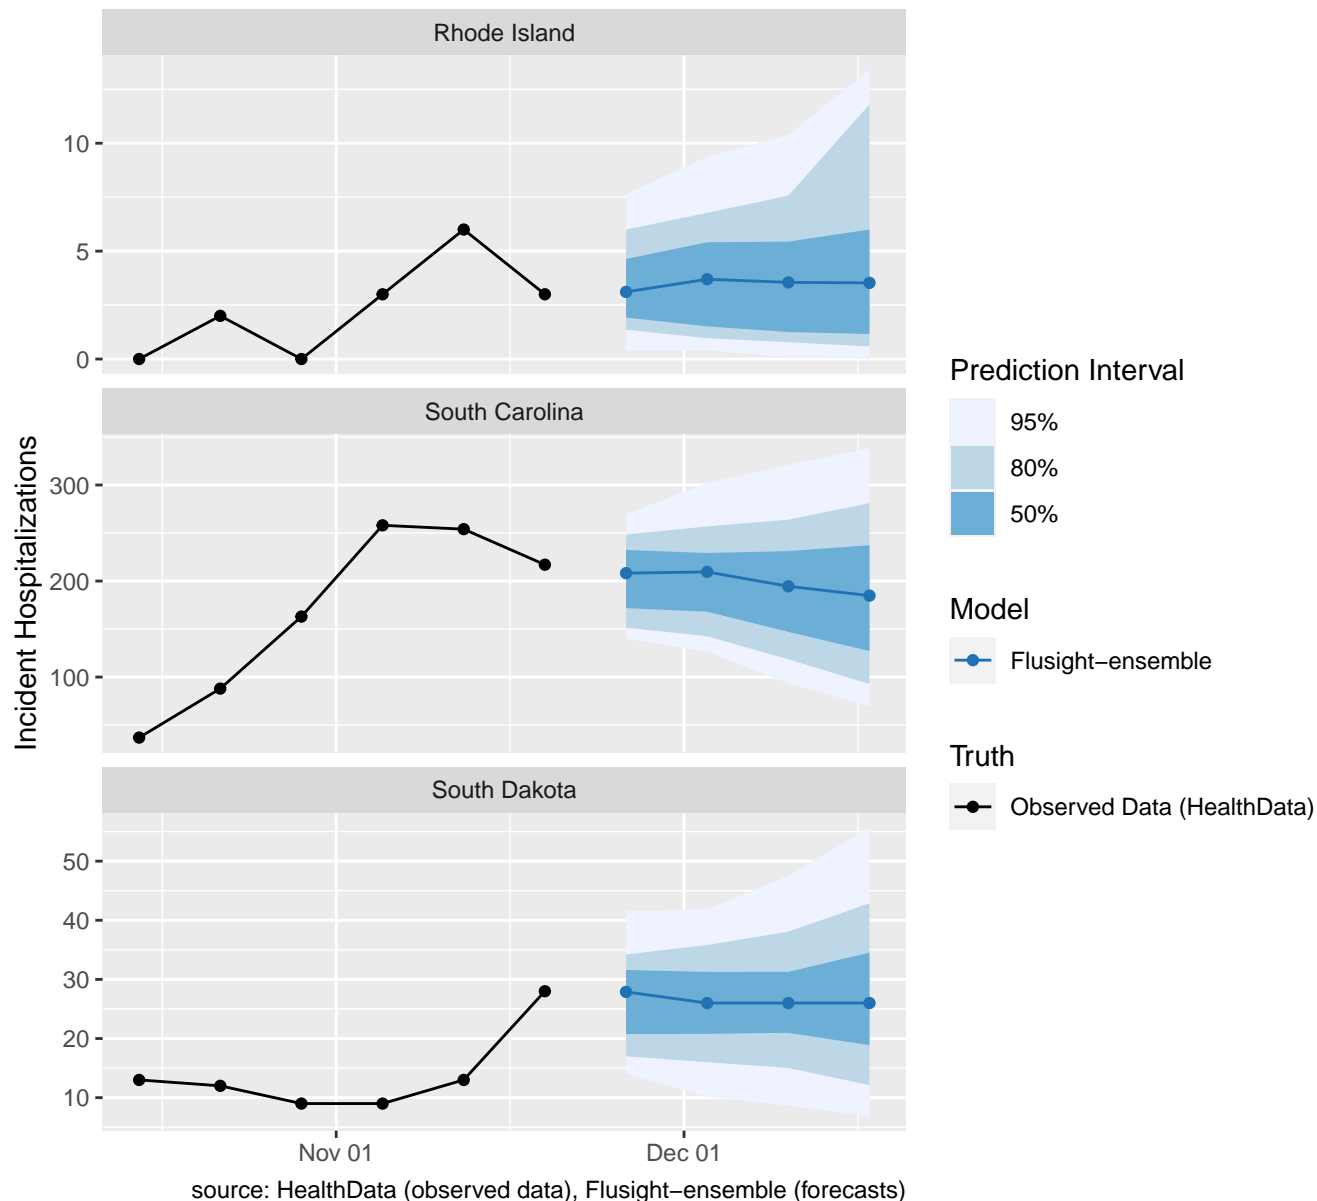 Rhode Island
10
5
0
South Carolina
300
200
100
South Dakota
50
40
30
20
10
Nov 01
Dec 01
Incident Hospitalizations
source: HealthData (observed data), Flusight−ensemble (forecasts)
Prediction Interval
95%
80%
50%
Model
Flusight−ensemble
Truth
Observed Data (HealthData)